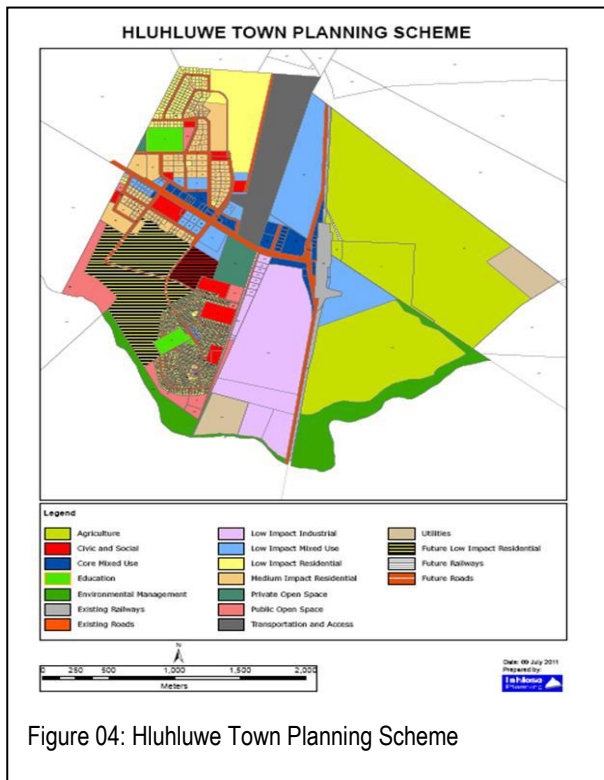 HLUHLUWE TOWN PLANNING SCHEME
Legend
Agriculture
Civic and Social
Core Mixed Use
Education
Environmental Management
Existing Railways
Existing Roads
Low Impact Industrial
Low Impact Mixed Use
Low Impact Residential
Medium Impact Residential
Private Open Space
Public Open Space
Transportation and Access
Utilities
Future Low Impact Residential
Future Railways
Future Roads
N
0 250 500 1,000 1,500 2,000
Meters
Date: 09 July 2011
Prepared by:
Isihlosa
Planning
Figure 04: Hluhluwe Town Planning Scheme